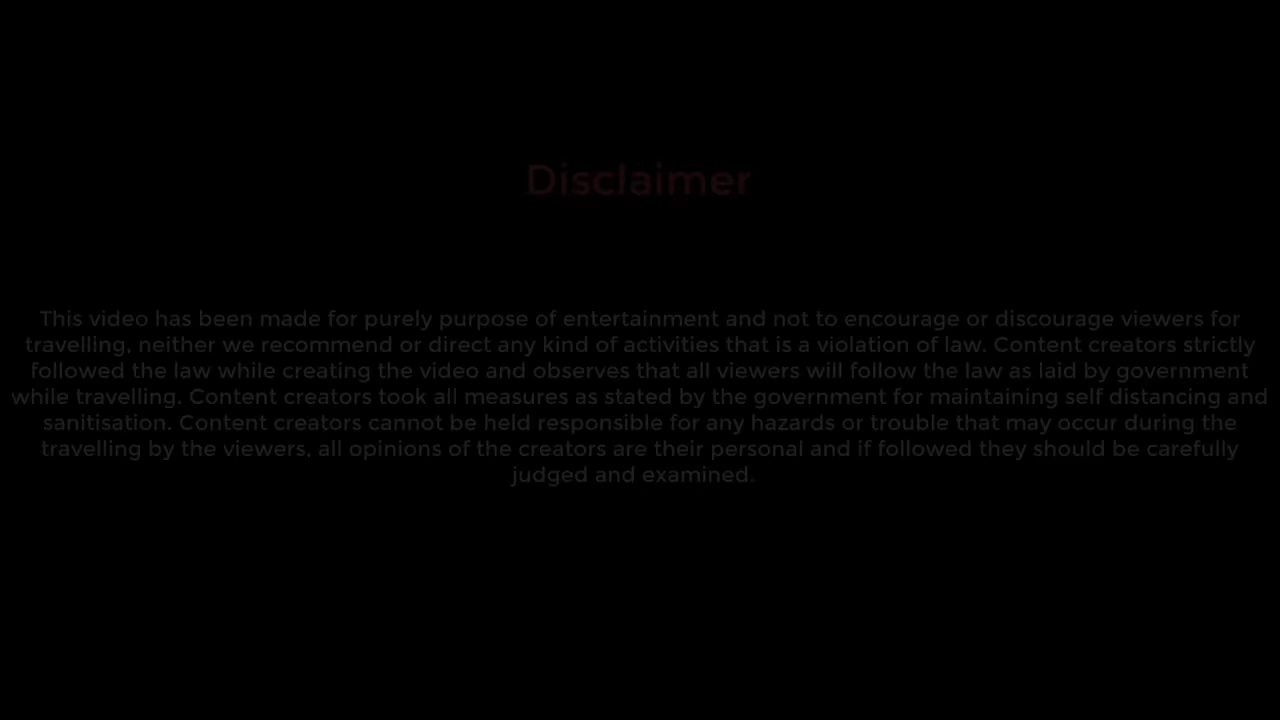 Disclaimer
This video has been made for purely purpose of entertainment and not to encourage or discourage viewers for
travelling, neither we recommend or direct any kind of activities that is a violation of law. Content creators strictly
followed the law while creating the video and observes that all viewers will follow the law as laid by government
while travelling. Content creators took all measures as stated by the government for maintaining self distancing and
sanitisation. Content creators cannot be held responsible for any hazards or trouble that may occur during the
travelling by the viewers, all opinions of the creators are their personal and if followed they should be carefully
judged and examined.